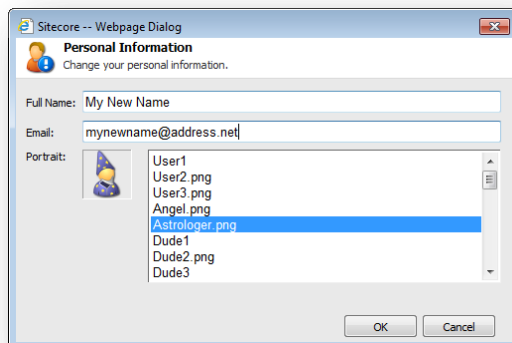 Sitecore -- Webpage Dialog
Personal Information
Change your personal information.
Full Name: My New Name
Email: mynewname@address.net
Portrait:
User1
User2.png
User3.png
Angel.png
Astrologer.png
Dude1
Dude2.png
Dude3
OK Cancel